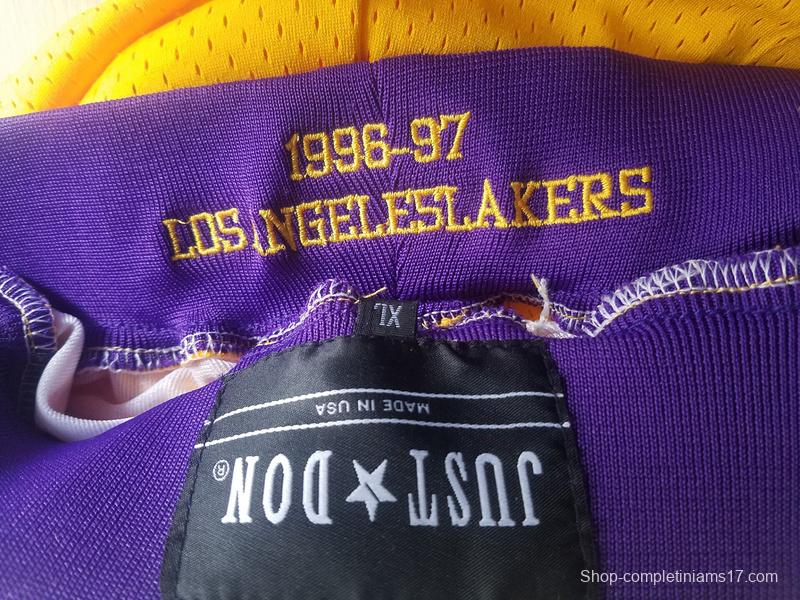 1996-97
LOS ANGELESLAKERS
XL
MADE IN USA
JUST★DON®
Shop-completiniams17.com